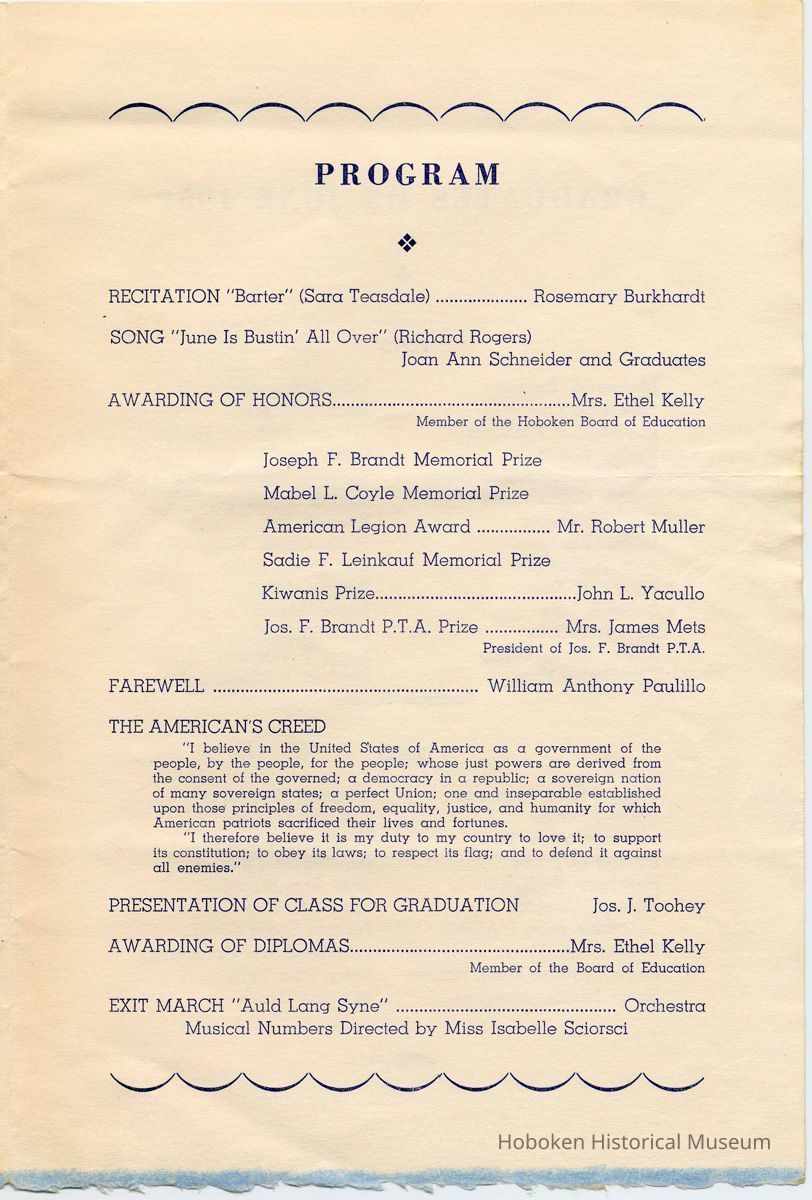 PROGRAM
RECITATION "Barter" (Sara Teasdale) .................... Rosemary Burkhardt
SONG "June Is Bustin' All Over" (Richard Rogers)
Joan Ann Schneider and Graduates
AWARDING OF HONORS....................................................Mrs. Ethel Kelly
Member of the Hoboken Board of Education
Joseph F. Brandt Memorial Prize
Mabel L. Coyle Memorial Prize
American Legion Award ................ Mr. Robert Muller
Sadie F. Leinkauf Memorial Prize
Kiwanis Prize............................................John L. Yacullo
Jos. F. Brandt P.T.A. Prize ................ Mrs. James Mets
President of Jos. F. Brandt P.T.A.
FAREWELL .......................................................... William Anthony Paulillo
THE AMERICAN'S CREED
"I believe in the United States of America as a government of the
people, by the people, for the people; whose just powers are derived from
the consent of the governed; a democracy in a republic; a sovereign nation
of many sovereign states; a perfect Union; one and inseparable established
upon those principles of freedom, equality, justice, and humanity for which
American patriots sacrificed their lives and fortunes.
"I therefore believe it is my duty to my country to love it; to support
its constitution; to obey its laws; to respect its flag; and to defend it against
all enemies."
PRESENTATION OF CLASS FOR GRADUATION Jos. J. Toohey
AWARDING OF DIPLOMAS................................................Mrs. Ethel Kelly
Member of the Board of Education
EXIT MARCH "Auld Lang Syne" ................................................ Orchestra
Musical Numbers Directed by Miss Isabelle Sciorsci
Hoboken Historical Museum